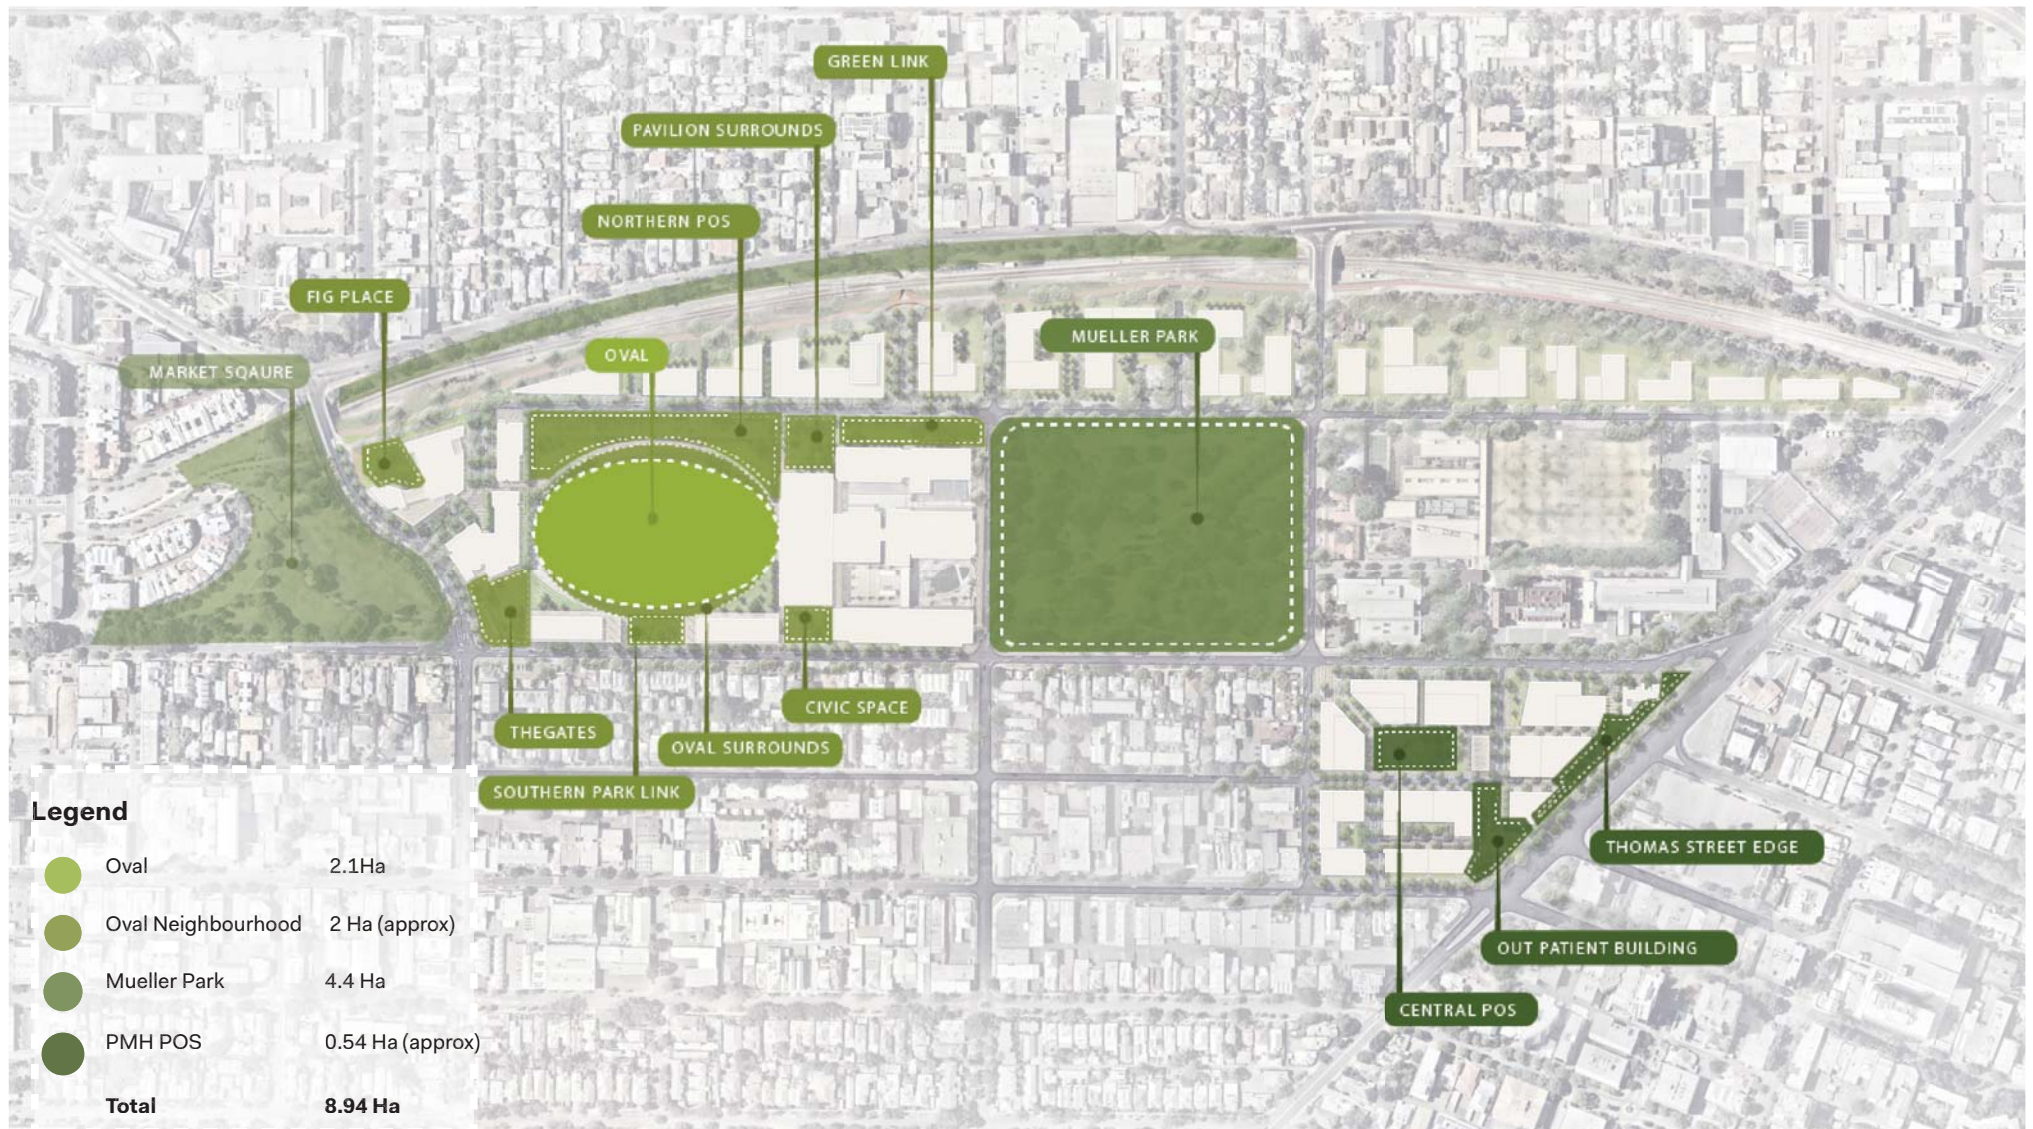 GREEN LINK
PAVILION SURROUNDS
NORTHERN POS
FIG PLACE
MUELLER PARK
OVAL
MARKET SQAURE
CIVIC SPACE
THEGATES
OVAL SURROUNDS
SOUTHERN PARK LINK
THOMAS STREET EDGE
OUT PATIENT BUILDING
CENTRAL POS
Legend
Oval 2.1Ha
Oval Neighbourhood 2 Ha (approx)
Mueller Park 4.4 Ha
PMH POS 0.54 Ha (approx)
Total 8.94 Ha